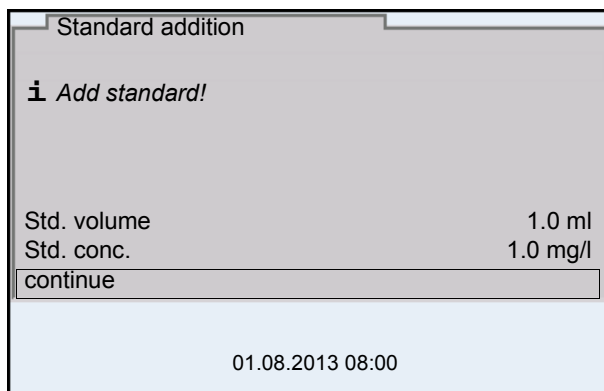 Standard addition
i Add standard!
Std. volume 1.0 ml
Std. conc. 1.0 mg/l
continue
01.08.2013 08:00